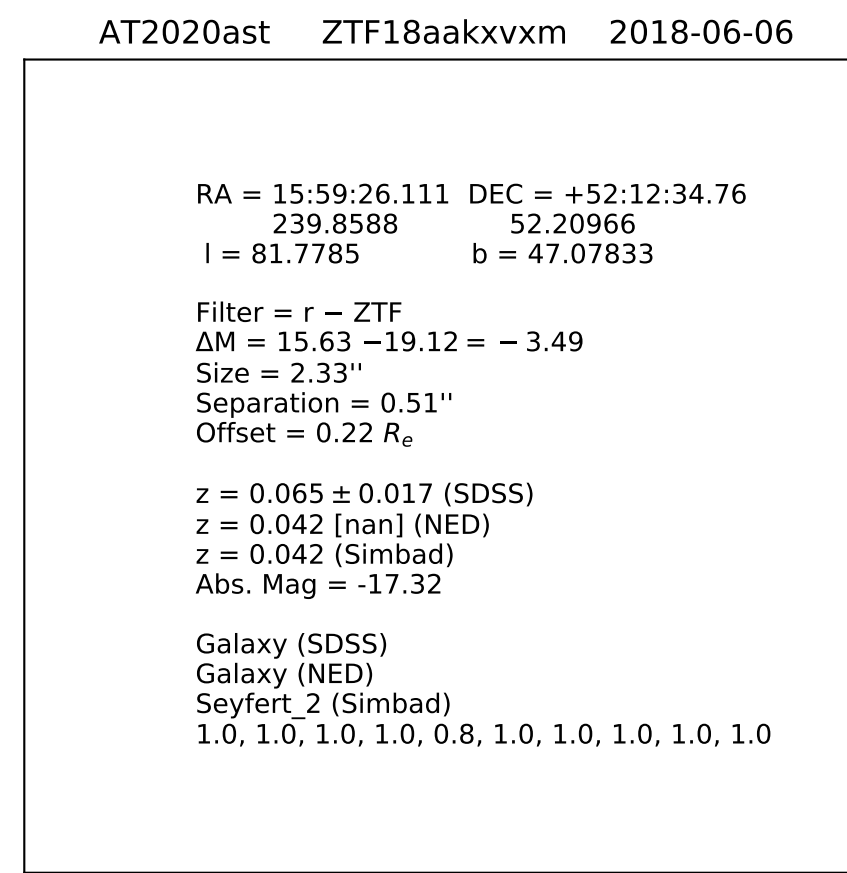 AT2020ast ZTF18aakxvxm 2018-06-06
RA = 15:59:26.111 DEC = +52:12:34.76
239.8588 52.20966
l = 81.7785 b = 47.07833
Filter = r − ZTF
ΔM = 15.63 −19.12 = − 3.49
Size = 2.33''
Separation = 0.51''
Offset = 0.22 Re
z = 0.065 ± 0.017 (SDSS)
z = 0.042 [nan] (NED)
z = 0.042 (Simbad)
Abs. Mag = -17.32
Galaxy (SDSS)
Galaxy (NED)
Seyfert_2 (Simbad)
1.0, 1.0, 1.0, 1.0, 0.8, 1.0, 1.0, 1.0, 1.0, 1.0